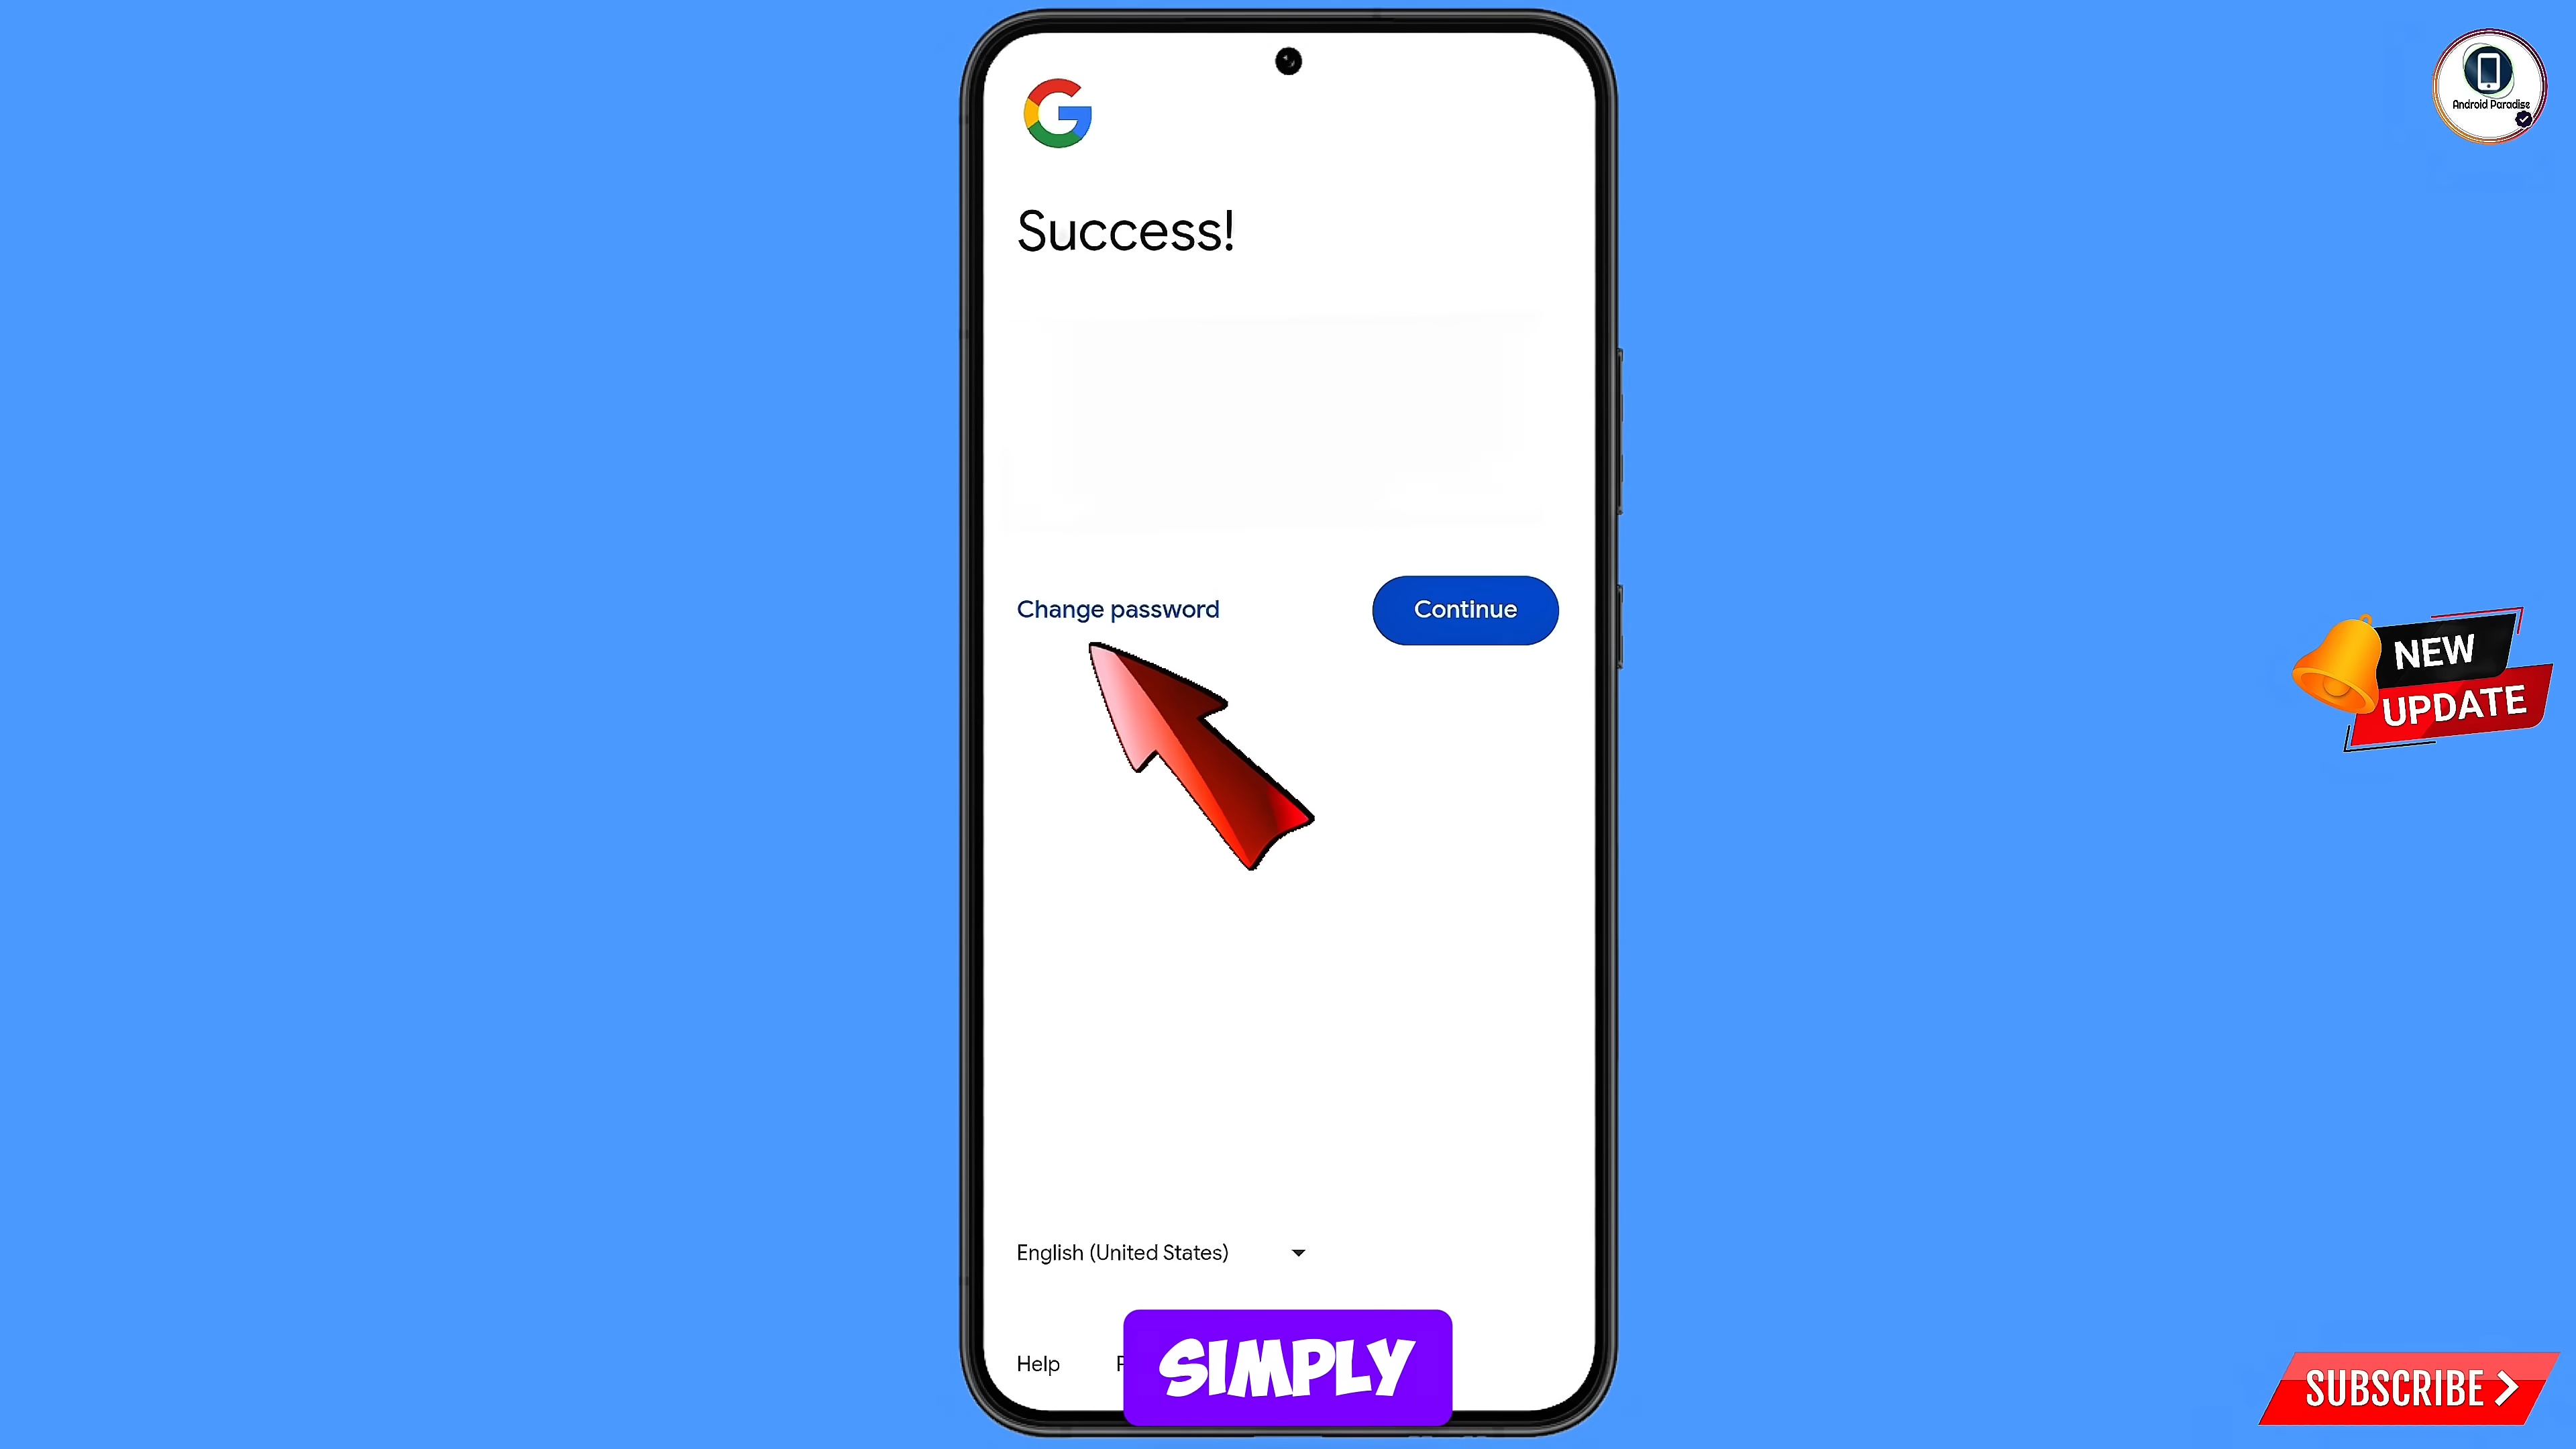 Android Paradise
Success!
Change password
Continue
NEW
UPDATE
English (United States)
Help
SIMPLY
SUBSCRIBE